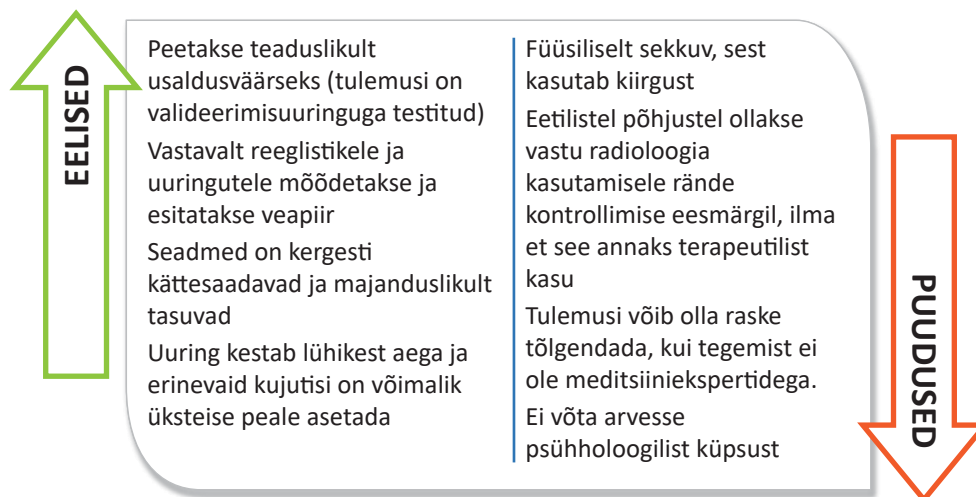 EELISED
Peetakse teaduslikult
usaldusväärseks (tulemusi on
valideerimisuuringuga testitud)
Vastavalt reeglistikele ja
uuringutele mõõdetakse ja
esitatakse veapiir
Seadmed on kergesti
kättesaadavad ja majanduslikult
tasuvad
Uuring kestab lühikest aega ja
erinevaid kujutisi on võimalik
üksteise peale asetada
Füüsiliselt sekkuv, sest
kasutab kiirgust
Eetilistel põhjustel ollakse
vastu radioloogia
kasutamisele rände
kontrollimise eesmärgil, ilma
et see annaks terapeutilist
kasu
Tulemusi võib olla raske
tõlgendada, kui tegemist ei
ole meditsiiniekspertidega.
Ei võta arvesse
psühholoogilist küpsust
PUUDUSED